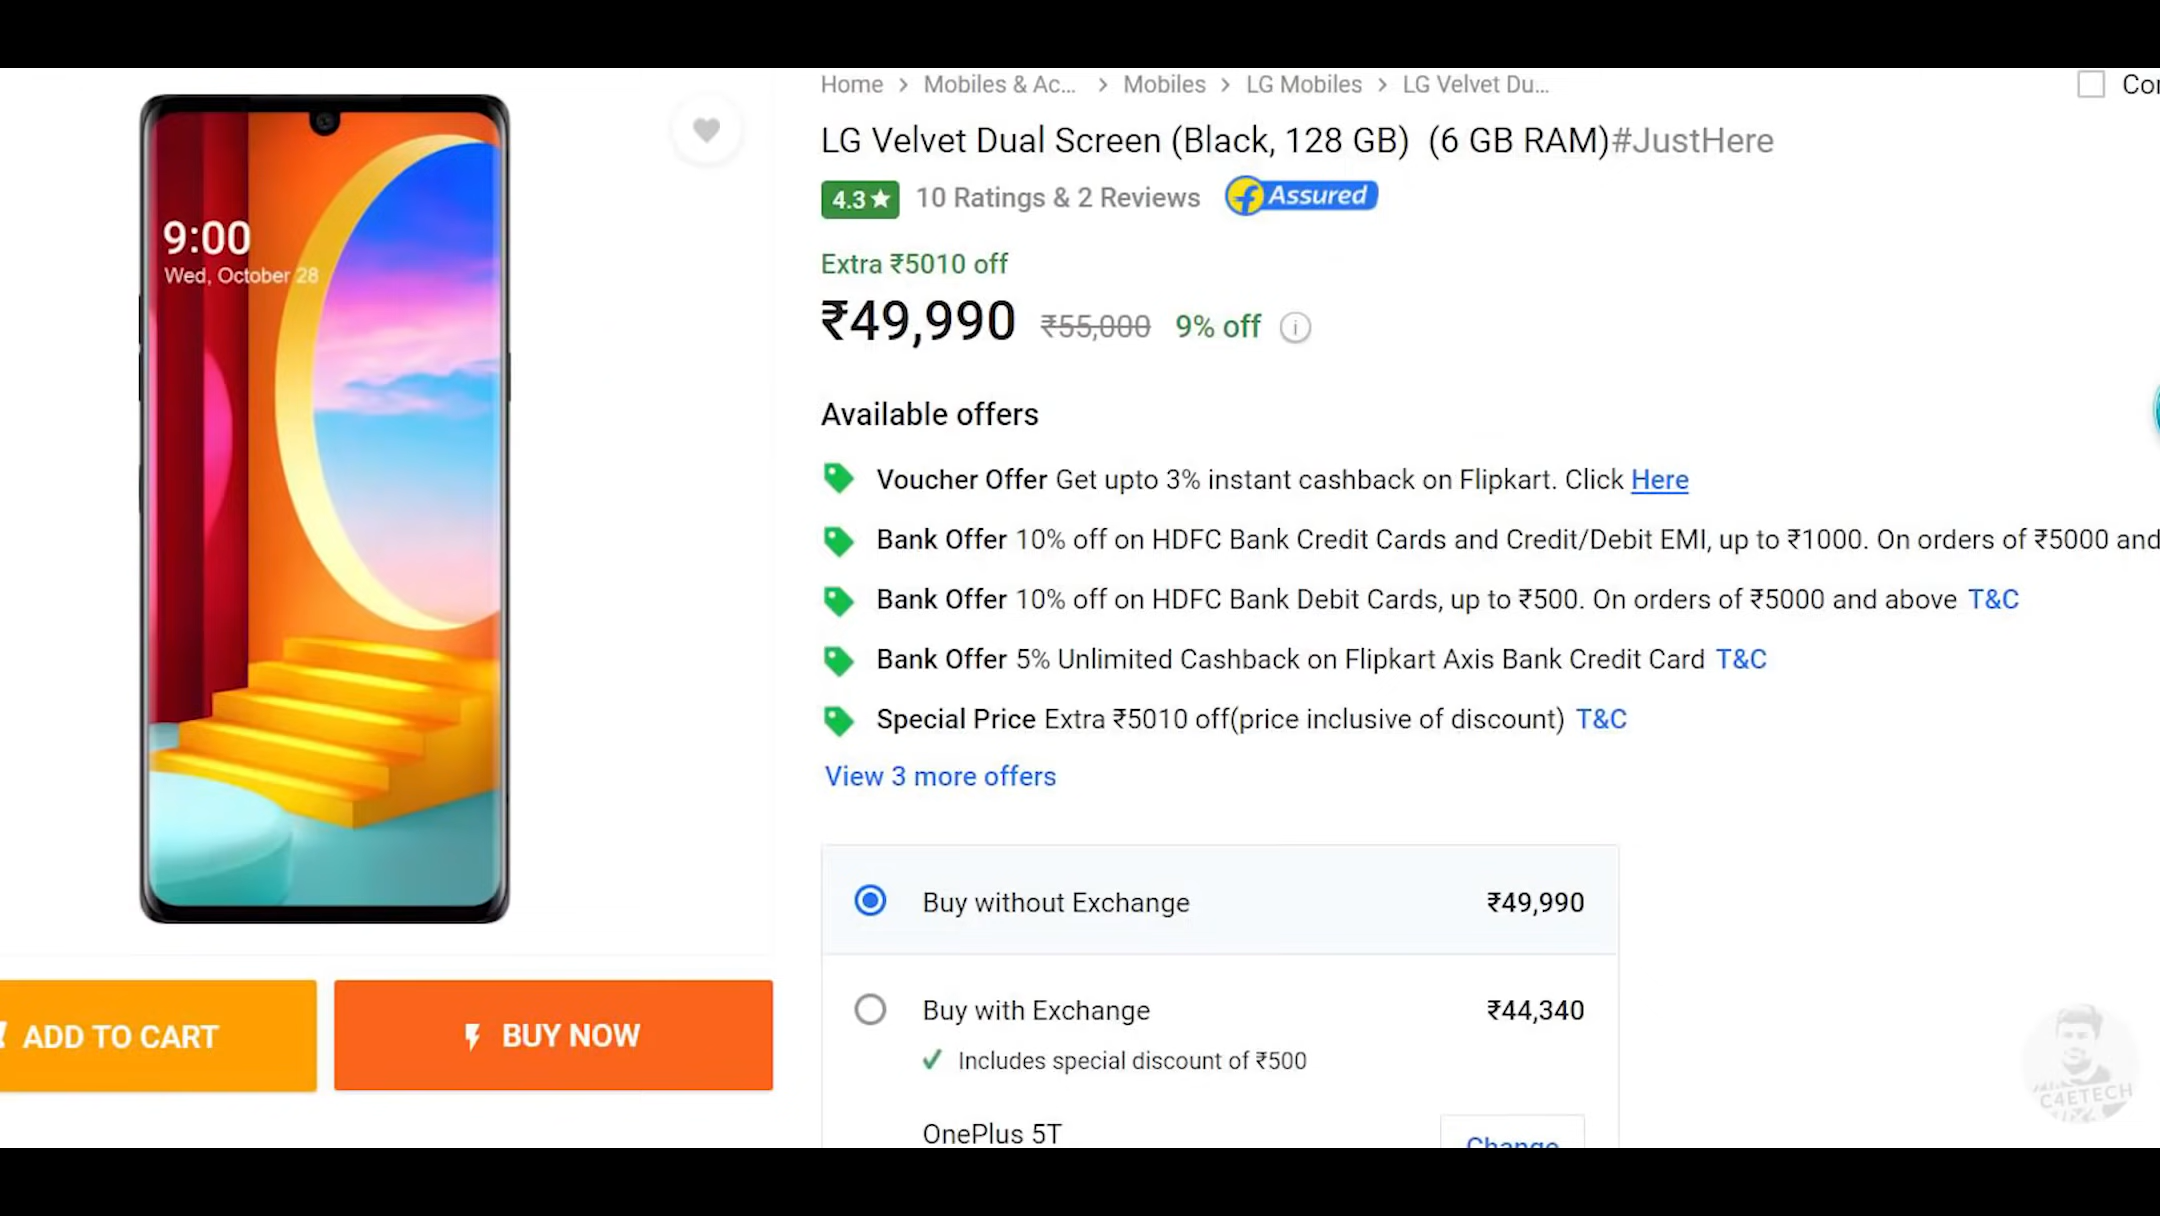 Home > Mobiles & Ac... > Mobiles > LG Mobiles > LG Velvet Du...
LG Velvet Dual Screen (Black, 128 GB) (6 GB RAM)#JustHere
4.3★ 10 Ratings & 2 Reviews Assured
Extra ₹5010 off
₹49,990 ₹55,000 9% off i
9:00
Wed, October 28
Available offers
Voucher Offer Get upto 3% instant cashback on Flipkart. Click Here
Bank Offer 10% off on HDFC Bank Credit Cards and Credit/Debit EMI, up to ₹1000. On orders of ₹5000 and
Bank Offer 10% off on HDFC Bank Debit Cards, up to ₹500. On orders of ₹5000 and above T&C
Bank Offer 5% Unlimited Cashback on Flipkart Axis Bank Credit Card T&C
Special Price Extra ₹5010 off(price inclusive of discount) T&C
View 3 more offers
Buy without Exchange ₹49,990
Buy with Exchange ₹44,340
✓ Includes special discount of ₹500
OnePlus 5T Change
ADD TO CART
BUY NOW
C4ETECH